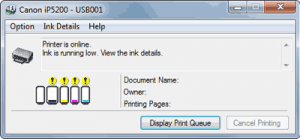 Canon iP5200 - USB001
Option Ink Details Help
Printer is online.
Ink is running low. View the ink details.
Document Name:
Owner:
Printing Pages:
Display Print Queue Cancel Printing